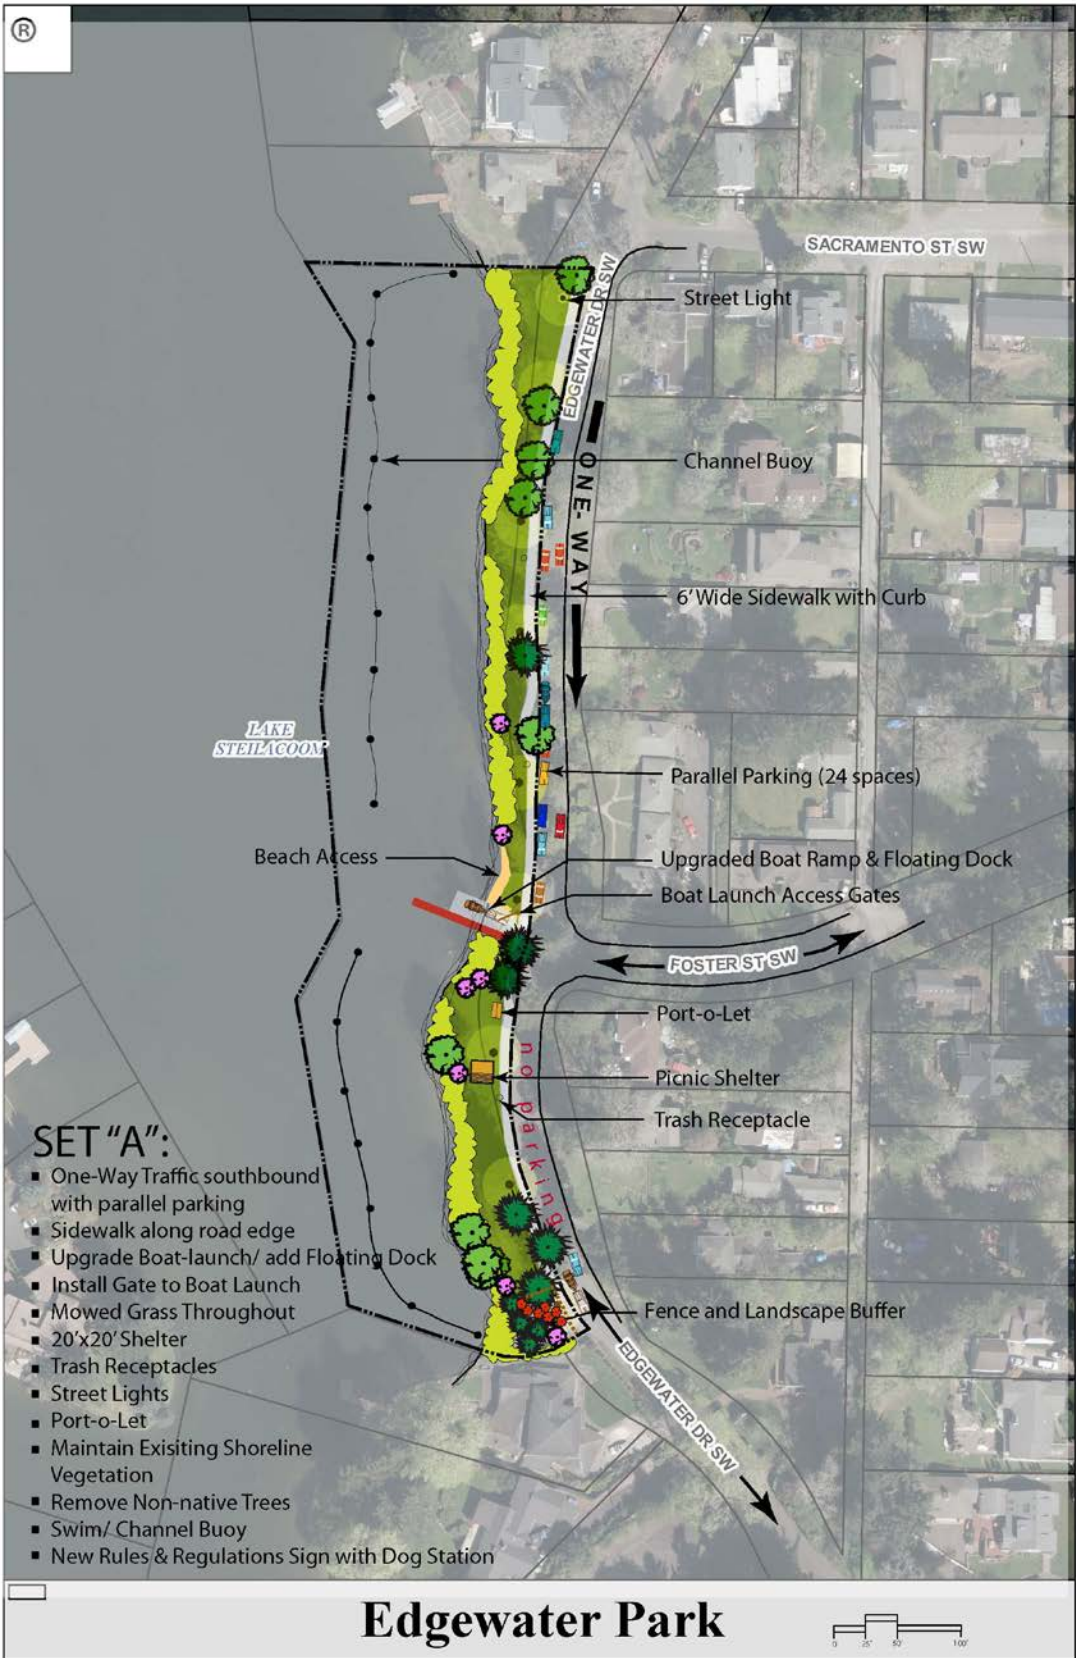 ®
SACRAMENTO ST SW
EDGEWATER DR SW
Street Light
ONE-WAY
Channel Buoy
6' Wide Sidewalk with Curb
LAKE
STEILACOOM
Parallel Parking (24 spaces)
Beach Access
Upgraded Boat Ramp & Floating Dock
Boat Launch Access Gates
FOSTER ST SW
Port-o-Let
no parking
Picnic Shelter
Trash Receptacle
Fence and Landscape Buffer
EDGEWATER DR SW
SET "A":
▪ One-Way Traffic southbound
with parallel parking
▪ Sidewalk along road edge
▪ Upgrade Boat-launch/ add Floating Dock
▪ Install Gate to Boat Launch
▪ Mowed Grass Throughout
▪ 20'x20' Shelter
▪ Trash Receptacles
▪ Street Lights
▪ Port-o-Let
▪ Maintain Exisiting Shoreline
Vegetation
▪ Remove Non-native Trees
▪ Swim/ Channel Buoy
▪ New Rules & Regulations Sign with Dog Station
Edgewater Park
0 25' 50' 100'